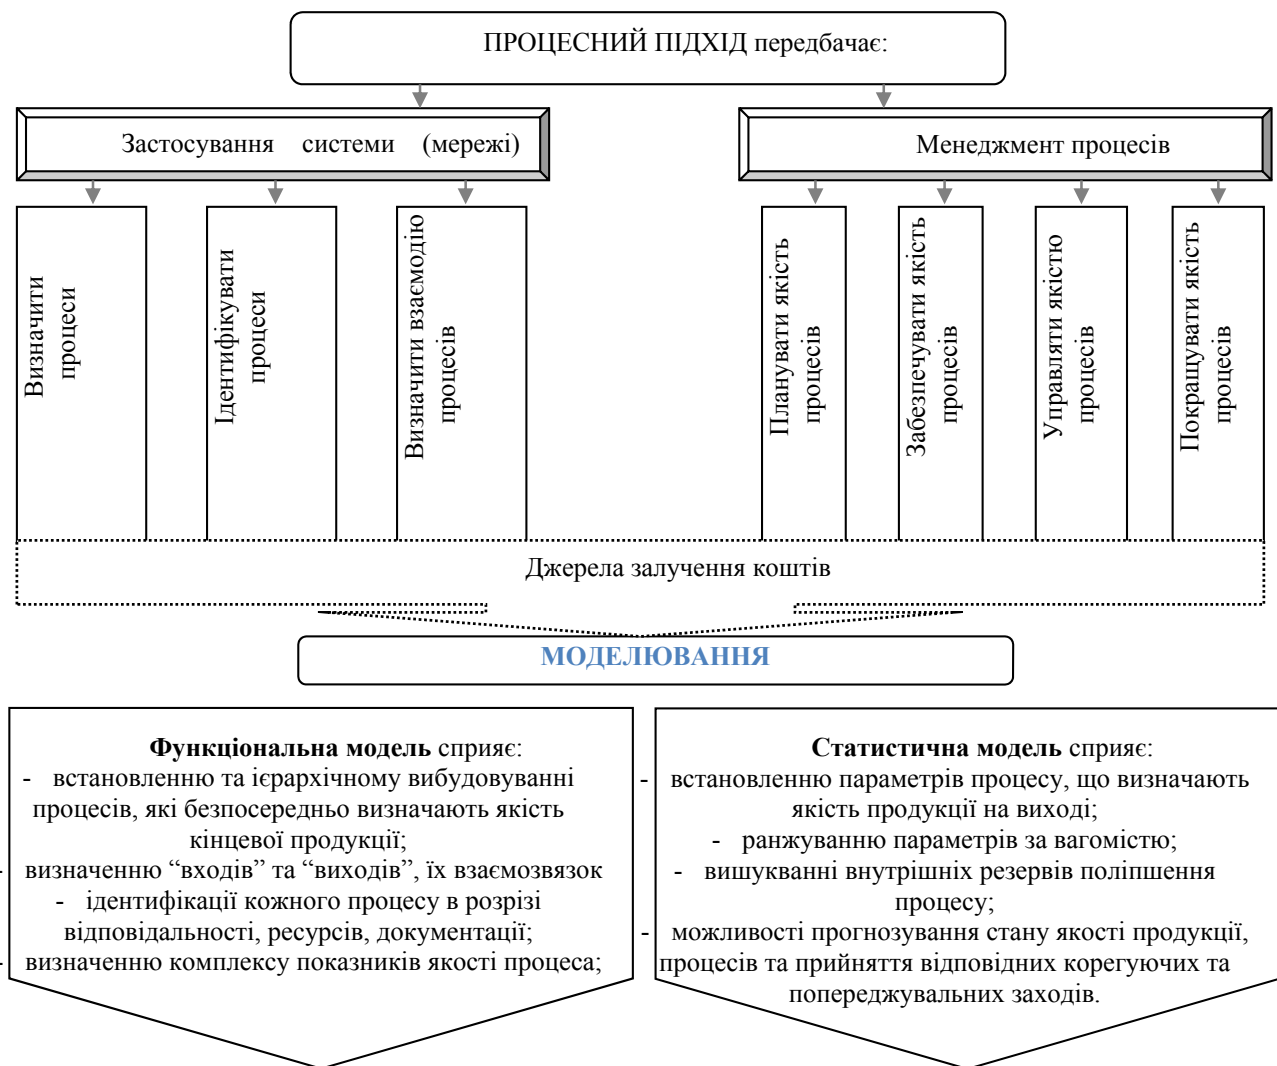 ПРОЦЕСНИЙ ПІДХІД передбачає:
Застосування системи (мережі)
Менеджмент процесів
Визначити
процеси
Ідентифікувати
процеси
Визначити взаємодію
процесів
Планувати якість
процесів
Забезпечувати якість
процесів
Управляти якістю
процесів
Покращувати якість
процесів
Джерела залучення коштів
МОДЕЛЮВАННЯ
Функціональна модель сприяє:
- встановленню та ієрархічному вибудовуванні
процесів, які безпосередньо визначають якість
кінцевої продукції;
- визначенню “входів” та “виходів”, їх взаємозвязок
- ідентифікації кожного процесу в розрізі
відповідальності, ресурсів, документації;
- визначенню комплексу показників якості процеса;
Статистична модель сприяє:
- встановленню параметрів процесу, що визначають
якість продукції на виході;
- ранжуванню параметрів за вагомістю;
- вишукванні внутрішніх резервів поліпшення
процесу;
- можливості прогнозування стану якості продукції,
процесів та прийняття відповідних корегуючих та
попереджувальних заходів.